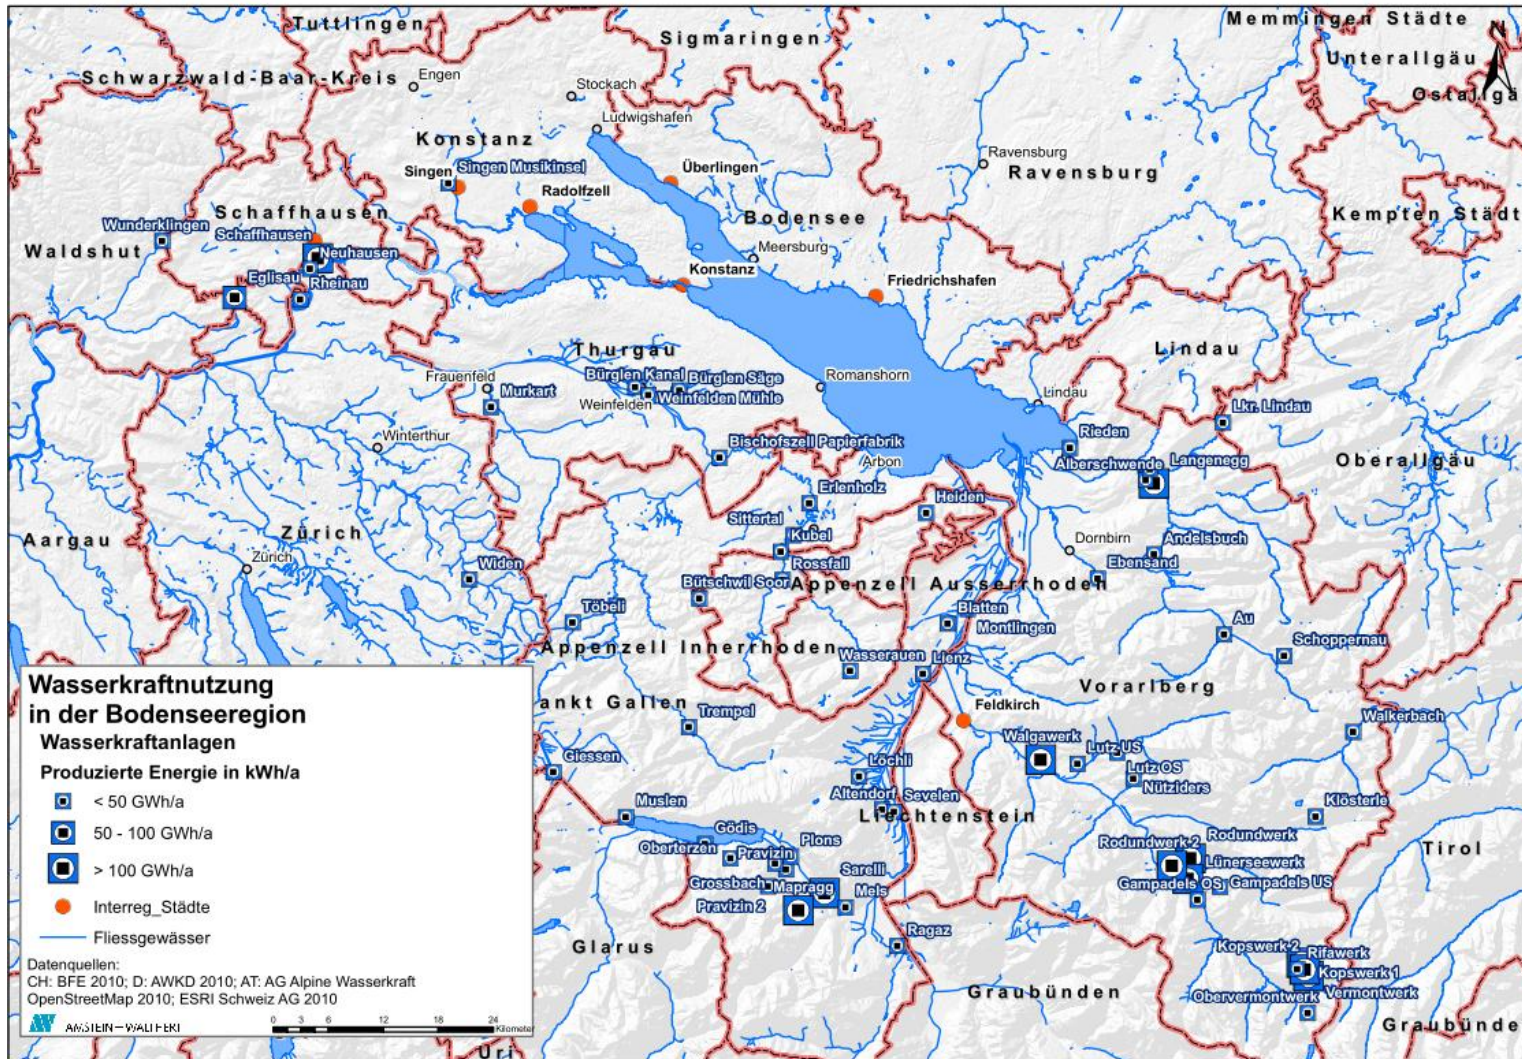 Tuttlingen
Memmingen Städte
Sigmaringen
N
Unterallgäu
Schwarzwald-Baar-Kreis
Engen
Stockach
Ostallgä
Ludwigshafen
Konstanz
Ravensburg
Singen
Singen Musikinsel
Überlingen
Ravensburg
Radolfzell
Schaffhausen
Bodensee
Kempten Städt
Wunderklingen
Schaffhausen
Waldshut
Neuhausen
Meersburg
Eglisau
Rheinau
Konstanz
Friedrichshafen
Thurgau
Lindau
Frauenfeld
Bürglen Kanal
Bürglen Säge
Romanshorn
Murkart
Weinfelden
Weinfelden Mühle
Lindau
Lkr. Lindau
Winterthur
Bischofszell Papierfabrik
Rieden
Arbon
Alberschwende
Langenegg
Oberallgäu
Erlenholz
Heiden
Sittertal
Zürich
Kubel
Dornbirn
Andelsbuch
Aargau
Zürich
Widen
Rossfall
Ebensand
Bütschwil Soor
Appenzell Ausserrhoden
Töbeli
Blatten
Montlingen
Au
Appenzell Innerrhoden
Schoppernau
Wasserauen
Lienz
Vorarlberg
ankt Gallen
Trempel
Feldkirch
Walkerbach
Walgawerk
Lutz US
Giessen
Lutz OS
Löchli
Nütziders
Altendorf
Sevelen
Liechtenstein
Muslen
Klösterle
Gödis
Plons
Rodundwerk 2
Rodundwerk
Tirol
Oberterzen
Pravizin
Sarelli
Lünerseewerk
Grossbach
Mapragg
Mels
Gampadels OS
Gampadels US
Pravizin 2
Ragaz
Glarus
Kopswerk 2
Rifawerk
Kopswerk 1
Graubünden
Obervermontwerk
Vermontwerk
Graubünde
Uri
Wasserkraftnutzung
in der Bodenseeregion
Wasserkraftanlagen
Produzierte Energie in kWh/a
< 50 GWh/a
50 - 100 GWh/a
> 100 GWh/a
Interreg_Städte
Fliessgewässer
Datenquellen:
CH: BFE 2010; D: AWKD 2010; AT: AG Alpine Wasserkraft
OpenStreetMap 2010; ESRI Schweiz AG 2010
AMSTEIN+WALTHERT
0 3 6 12 18 24
Kilometer